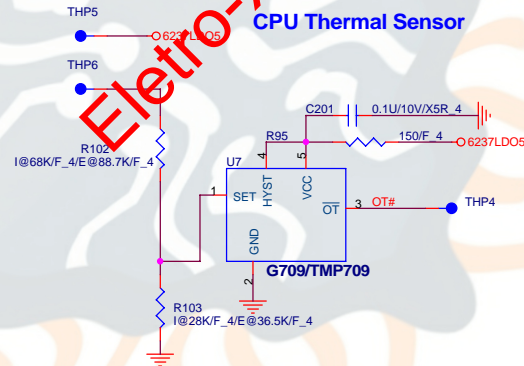 THP5
CPU Thermal Sensor
6237LDO5
Eletro-
THP6
C201
0.1U/10V/X5R_4
R102
I@68K/F_4/E@88.7K/F_4
R95
150/F_4
6237LDO5
4
5
U7
HYST
VCC
1
SET
OT
3
OT#
THP4
GND
G709/TMP709
2
R103
I@28K/F_4/E@36.5K/F_4